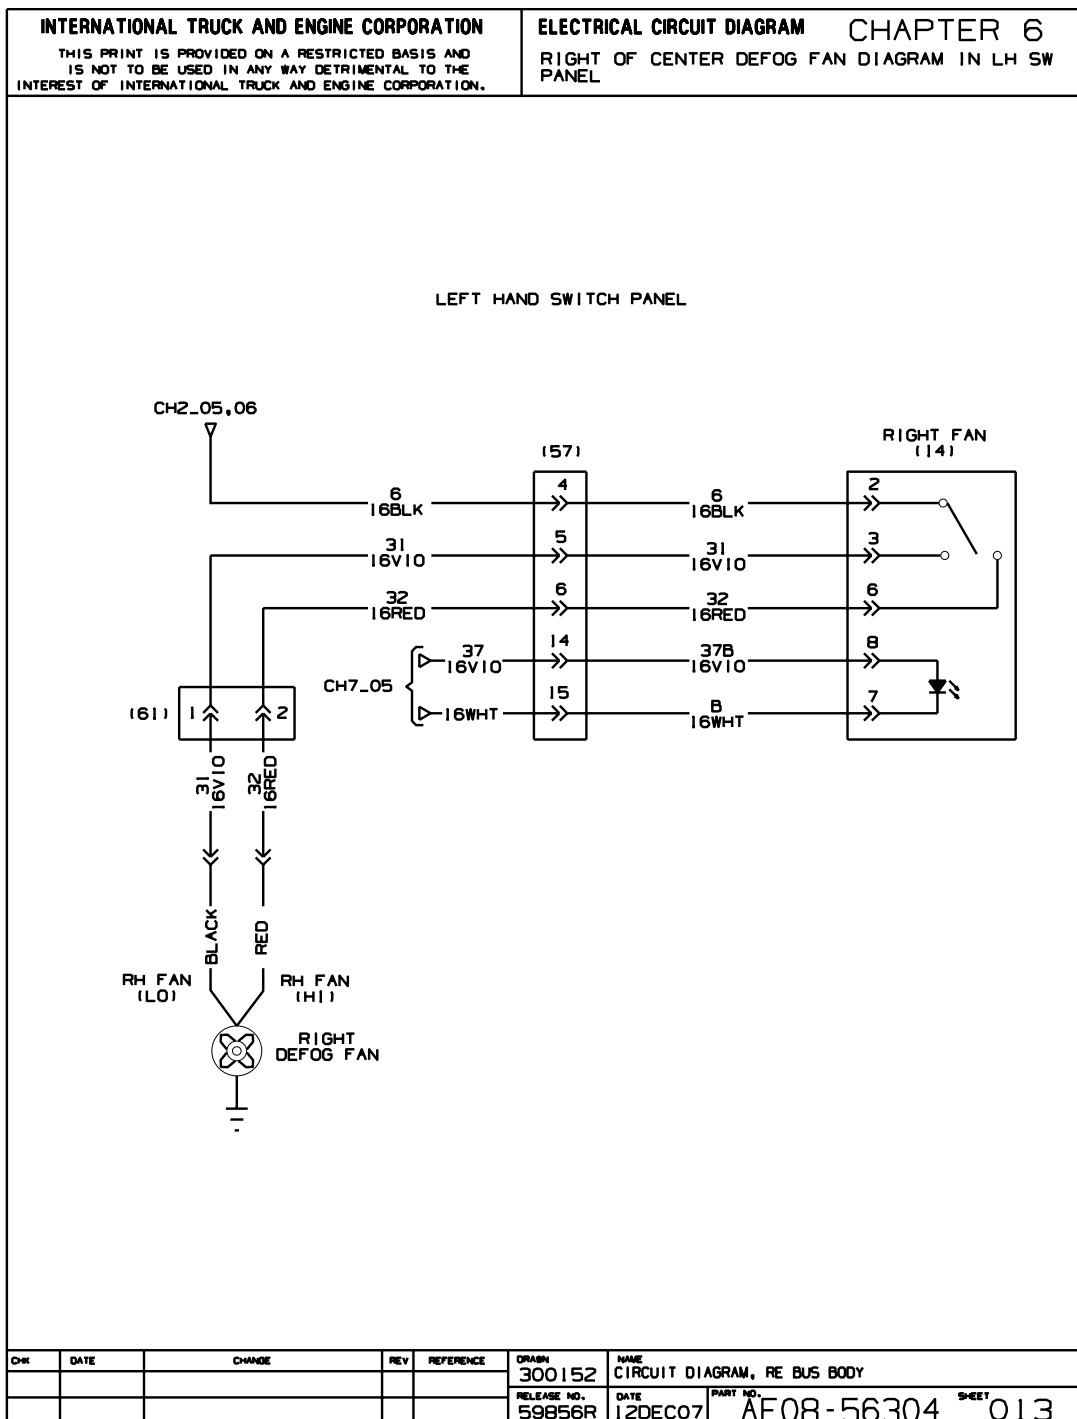 INTERNATIONAL TRUCK AND ENGINE CORPORATION
THIS PRINT IS PROVIDED ON A RESTRICTED BASIS AND
IS NOT TO BE USED IN ANY WAY DETRIMENTAL TO THE
INTEREST OF INTERNATIONAL TRUCK AND ENGINE CORPORATION.
ELECTRICAL CIRCUIT DIAGRAM CHAPTER 6
RIGHT OF CENTER DEFOG FAN DIAGRAM IN LH SW
PANEL
LEFT HAND SWITCH PANEL
CH2_05,06
(57)
RIGHT FAN
(14)
6
16BLK
4
6
16BLK
2
31
16VIO
5
31
16VIO
3
32
16RED
6
32
16RED
6
37
16VIO
14
37B
16VIO
8
CH7_05
16WHT
15
B
16WHT
7
(61)
1
2
31
16VIO
32
16RED
BLACK
RED
RH FAN
(LO)
RH FAN
(HI)
RIGHT
DEFOG FAN
CHK DATE CHANGE REV REFERENCE
DRAWN
300152
NAME
CIRCUIT DIAGRAM, RE BUS BODY
RELEASE NO.
59856R
DATE
12DEC07
PART NO.
AE08-56304
SHEET
013